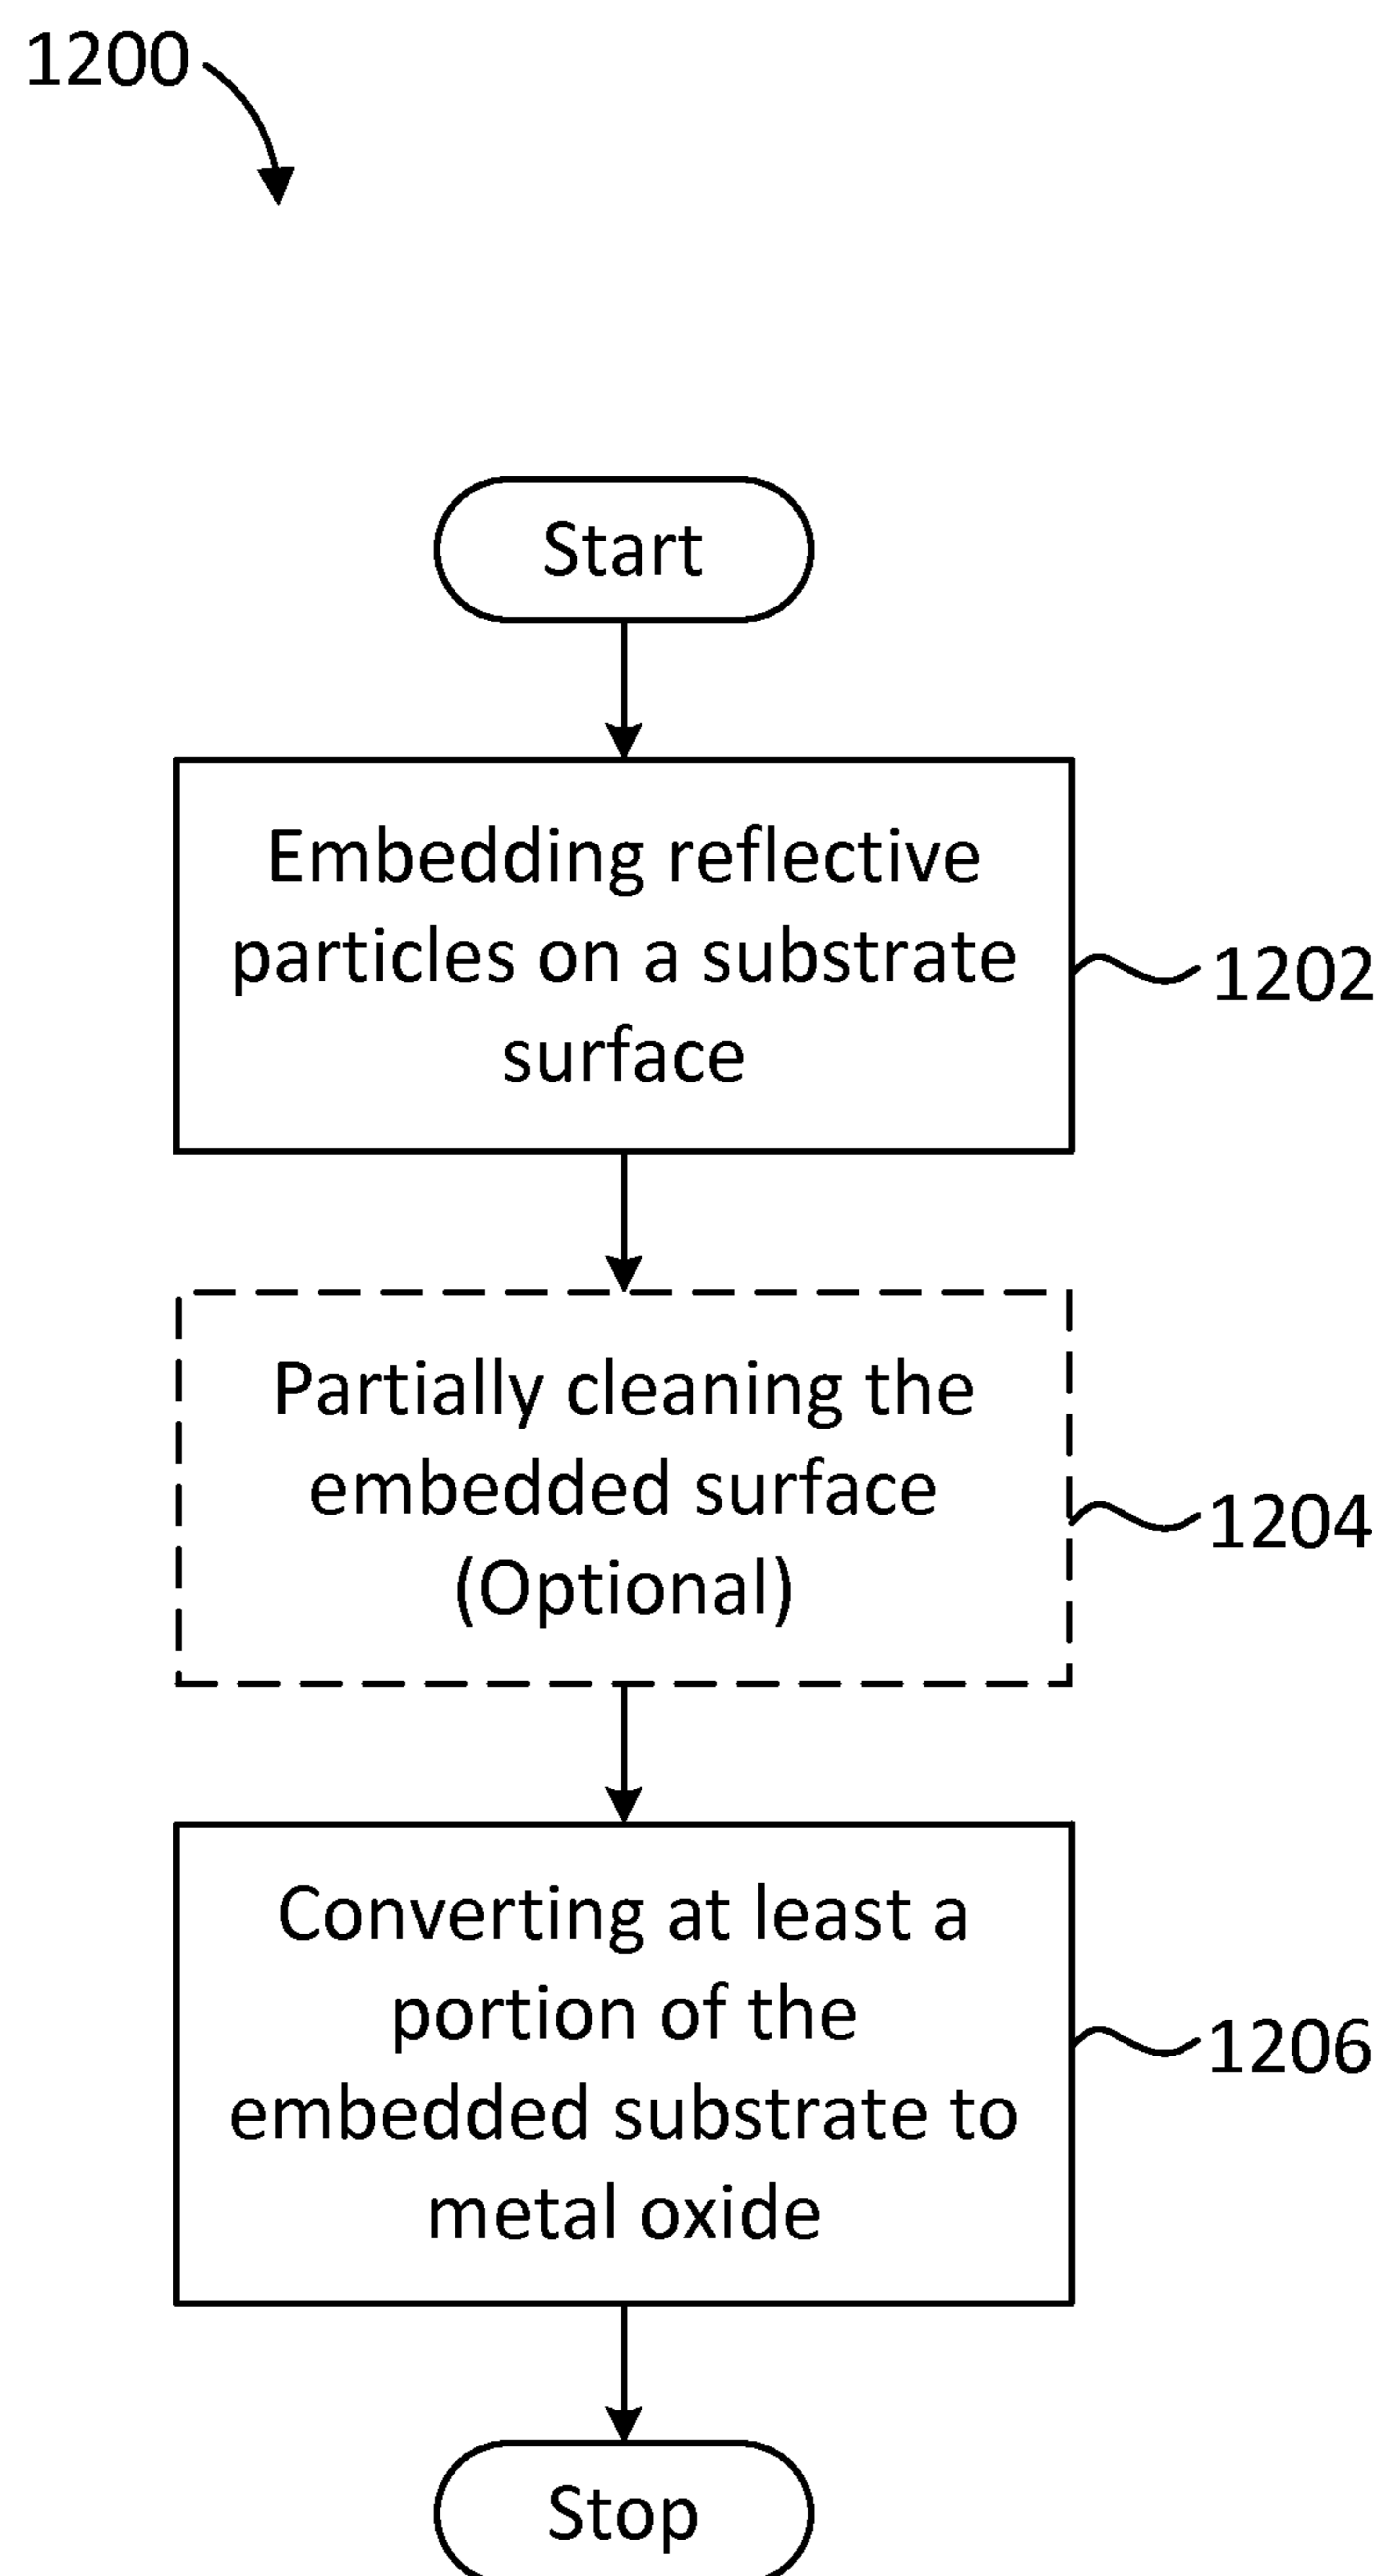 1200
Start
Embedding reflective
particles on a substrate
surface
1202
Partially cleaning the
embedded surface
(Optional)
1204
Converting at least a
portion of the
embedded substrate to
metal oxide
1206
Stop